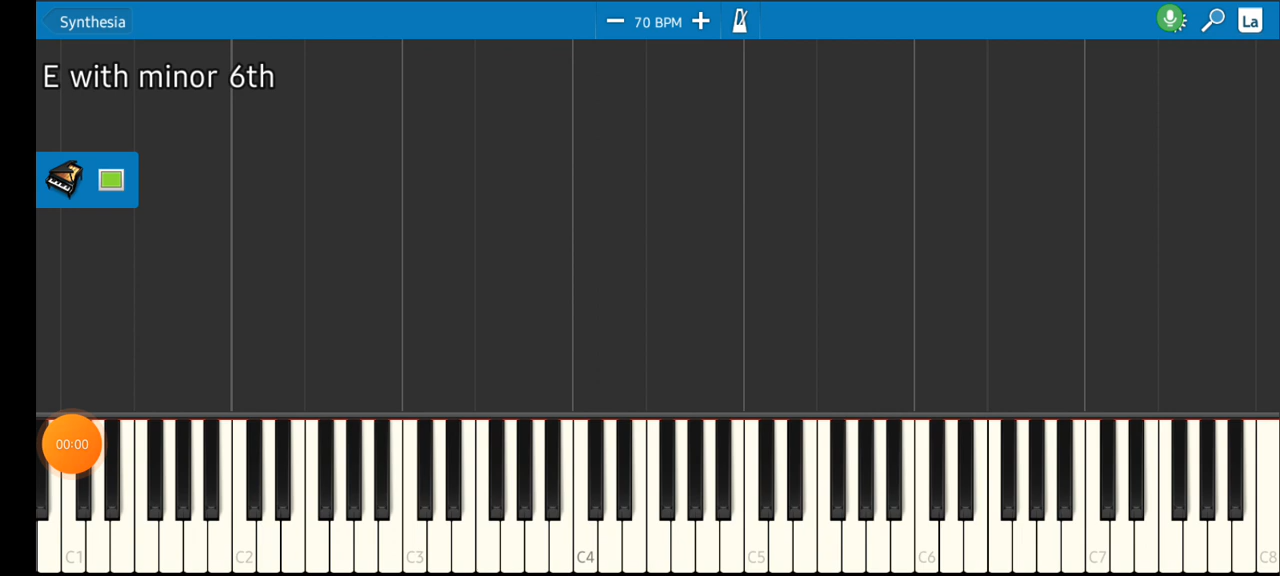 Synthesia
70 BPM
La
E with minor 6th
00:00
C1 C2 C3 C4 C5 C6 C7 C8